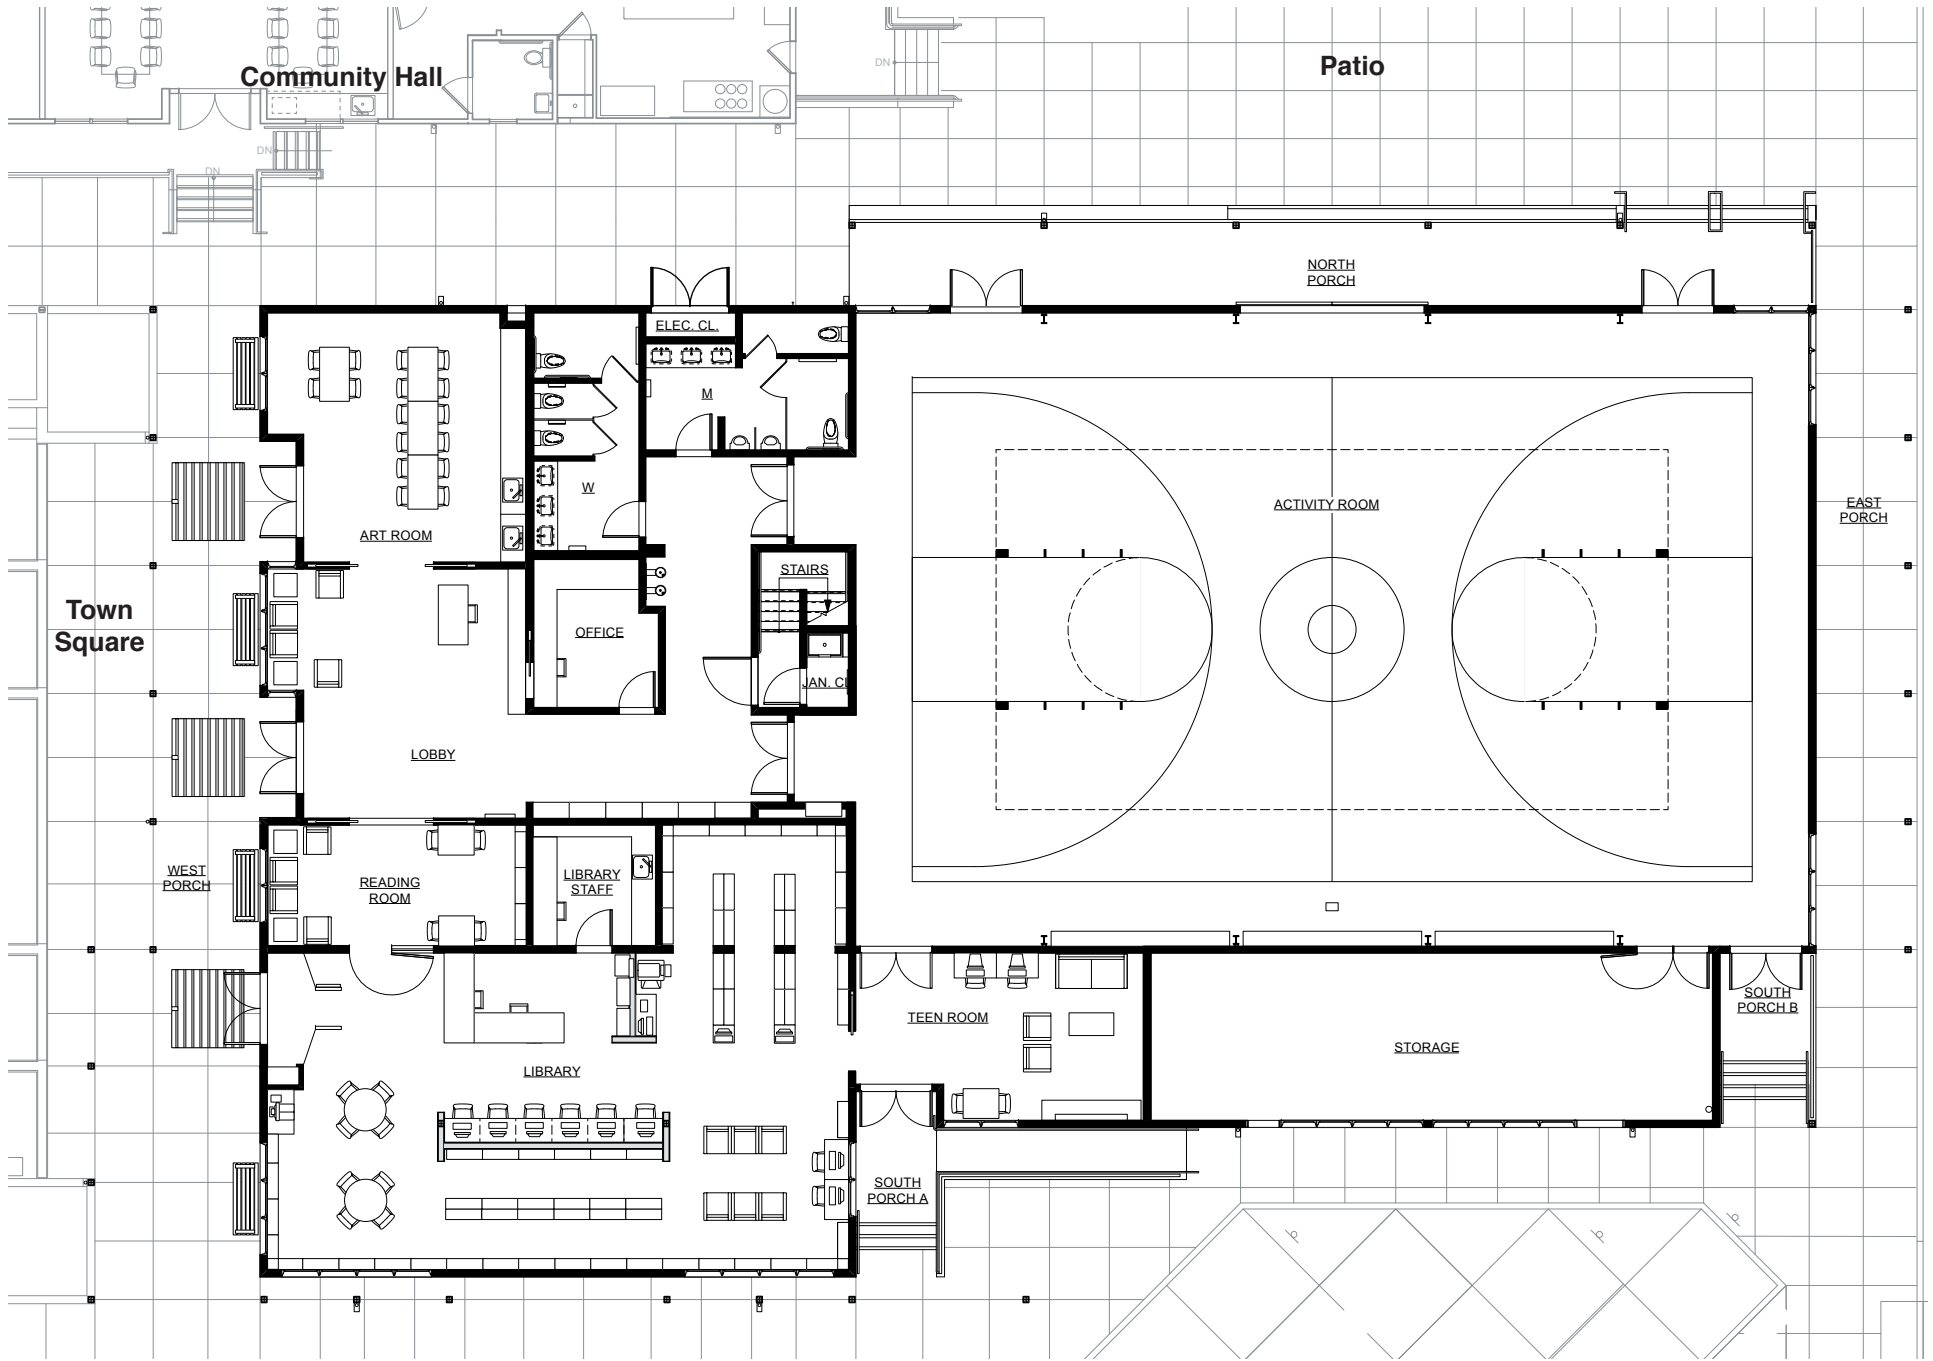 Community Hall
Patio
DN
DN
DN
NORTH
PORCH
ELEC. CL.
M
W
ART ROOM
ACTIVITY ROOM
EAST
PORCH
STAIRS
Town
Square
OFFICE
JAN. CL
LOBBY
WEST
PORCH
READING
ROOM
LIBRARY
STAFF
TEEN ROOM
SOUTH
PORCH B
STORAGE
LIBRARY
SOUTH
PORCH A